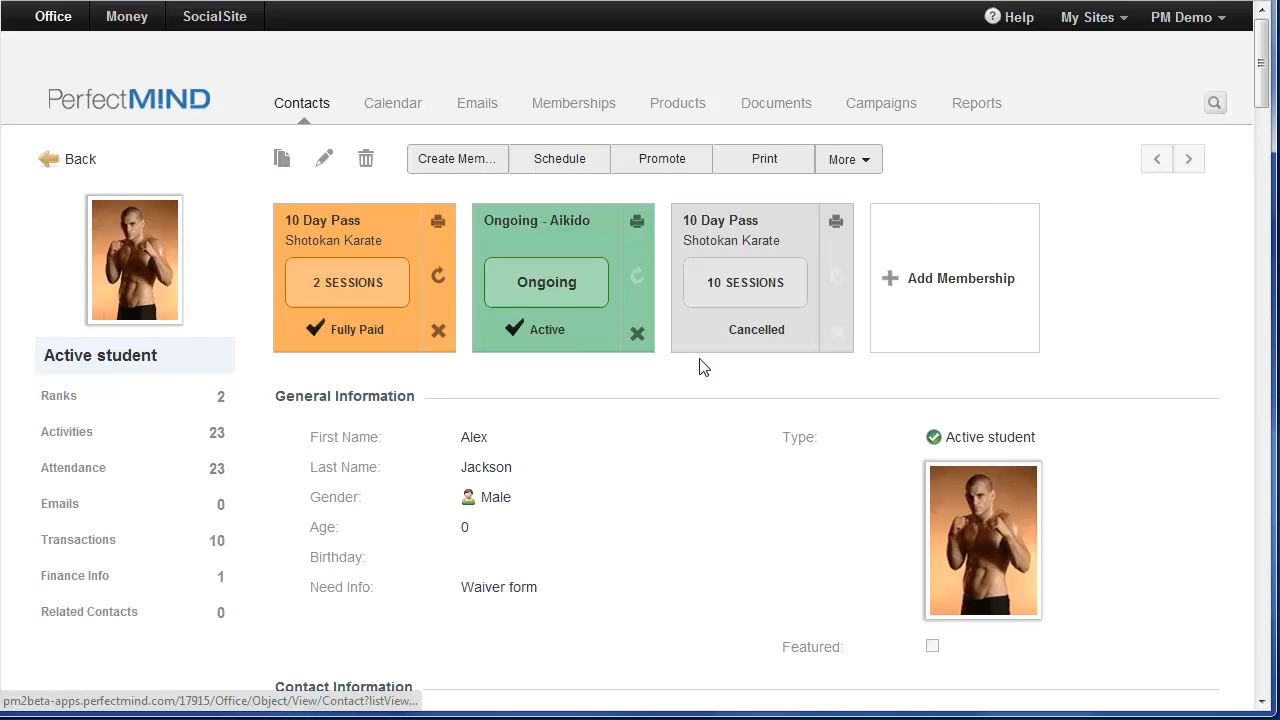 Office Money SocialSite Help My Sites PM Demo
PerfectM!ND Contacts Calendar Emails Memberships Products Documents Campaigns Reports
Back Create Mem... Schedule Promote Print More
10 Day Pass
Shotokan Karate
2 SESSIONS
Fully Paid
Ongoing - Aikido
Ongoing
Active
10 Day Pass
Shotokan Karate
10 SESSIONS
Cancelled
Add Membership
Active student
Ranks 2
Activities 23
Attendance 23
Emails 0
Transactions 10
Finance Info 1
Related Contacts 0
General Information
First Name: Alex
Last Name: Jackson
Gender: Male
Age: 0
Birthday:
Need Info: Waiver form
Type: Active student
Featured:
Contact Information
pm2beta-apps.perfectmind.com/17915/Office/Object/View/Contact?listView...